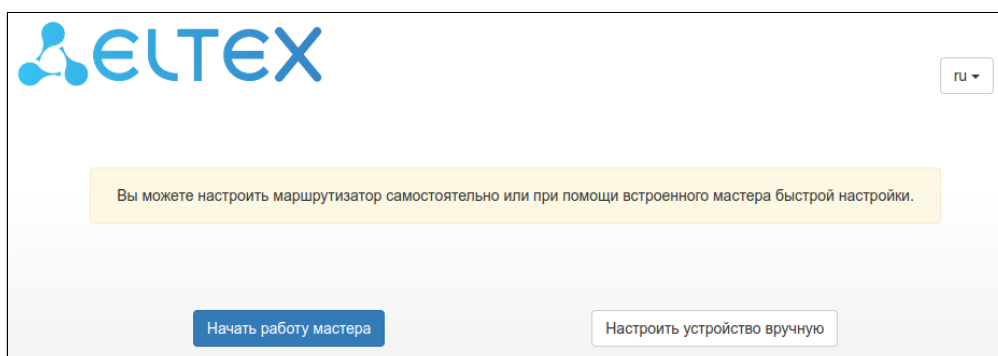 ELTEX
ru
Вы можете настроить маршрутизатор самостоятельно или при помощи встроенного мастера быстрой настройки.
Начать работу мастера
Настроить устройство вручную